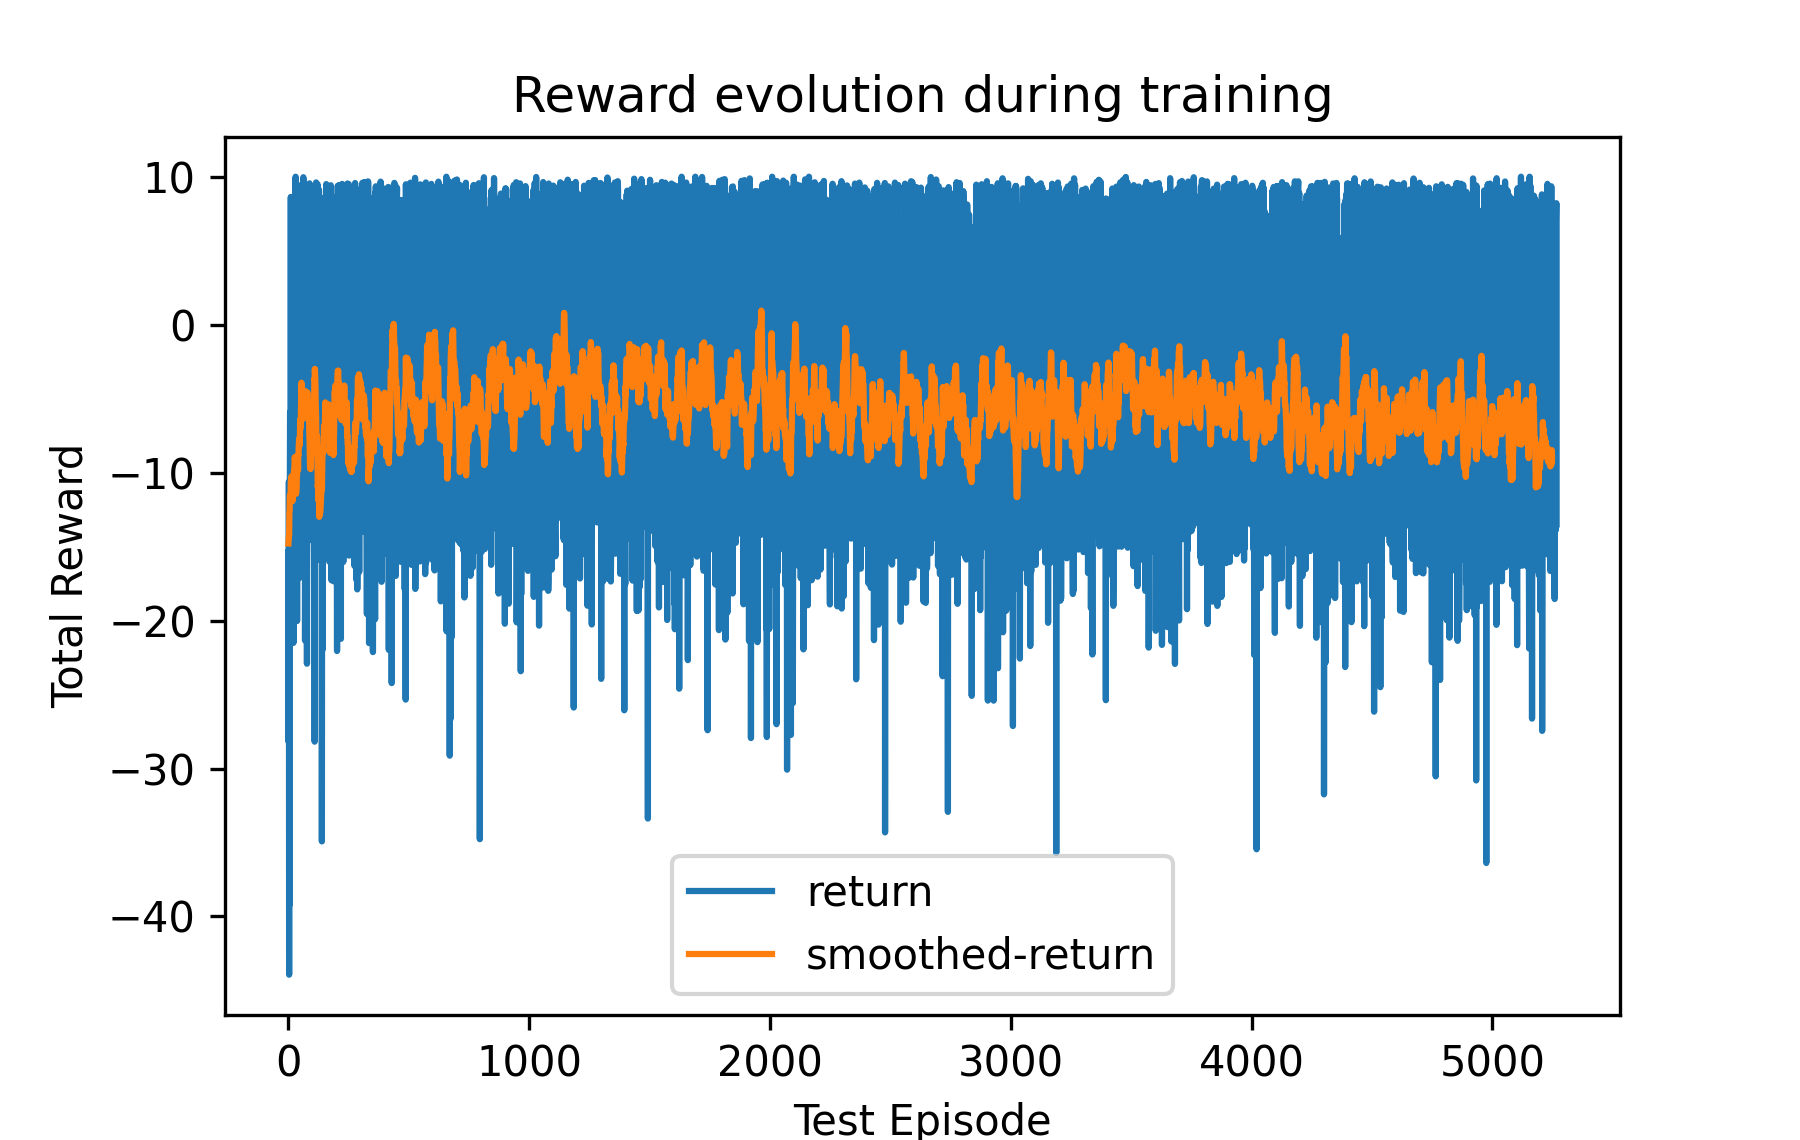 Reward evolution during training
10
0
−10
−20
−30
−40
Total Reward
return
smoothed-return
0 1000 2000 3000 4000 5000
Test Episode